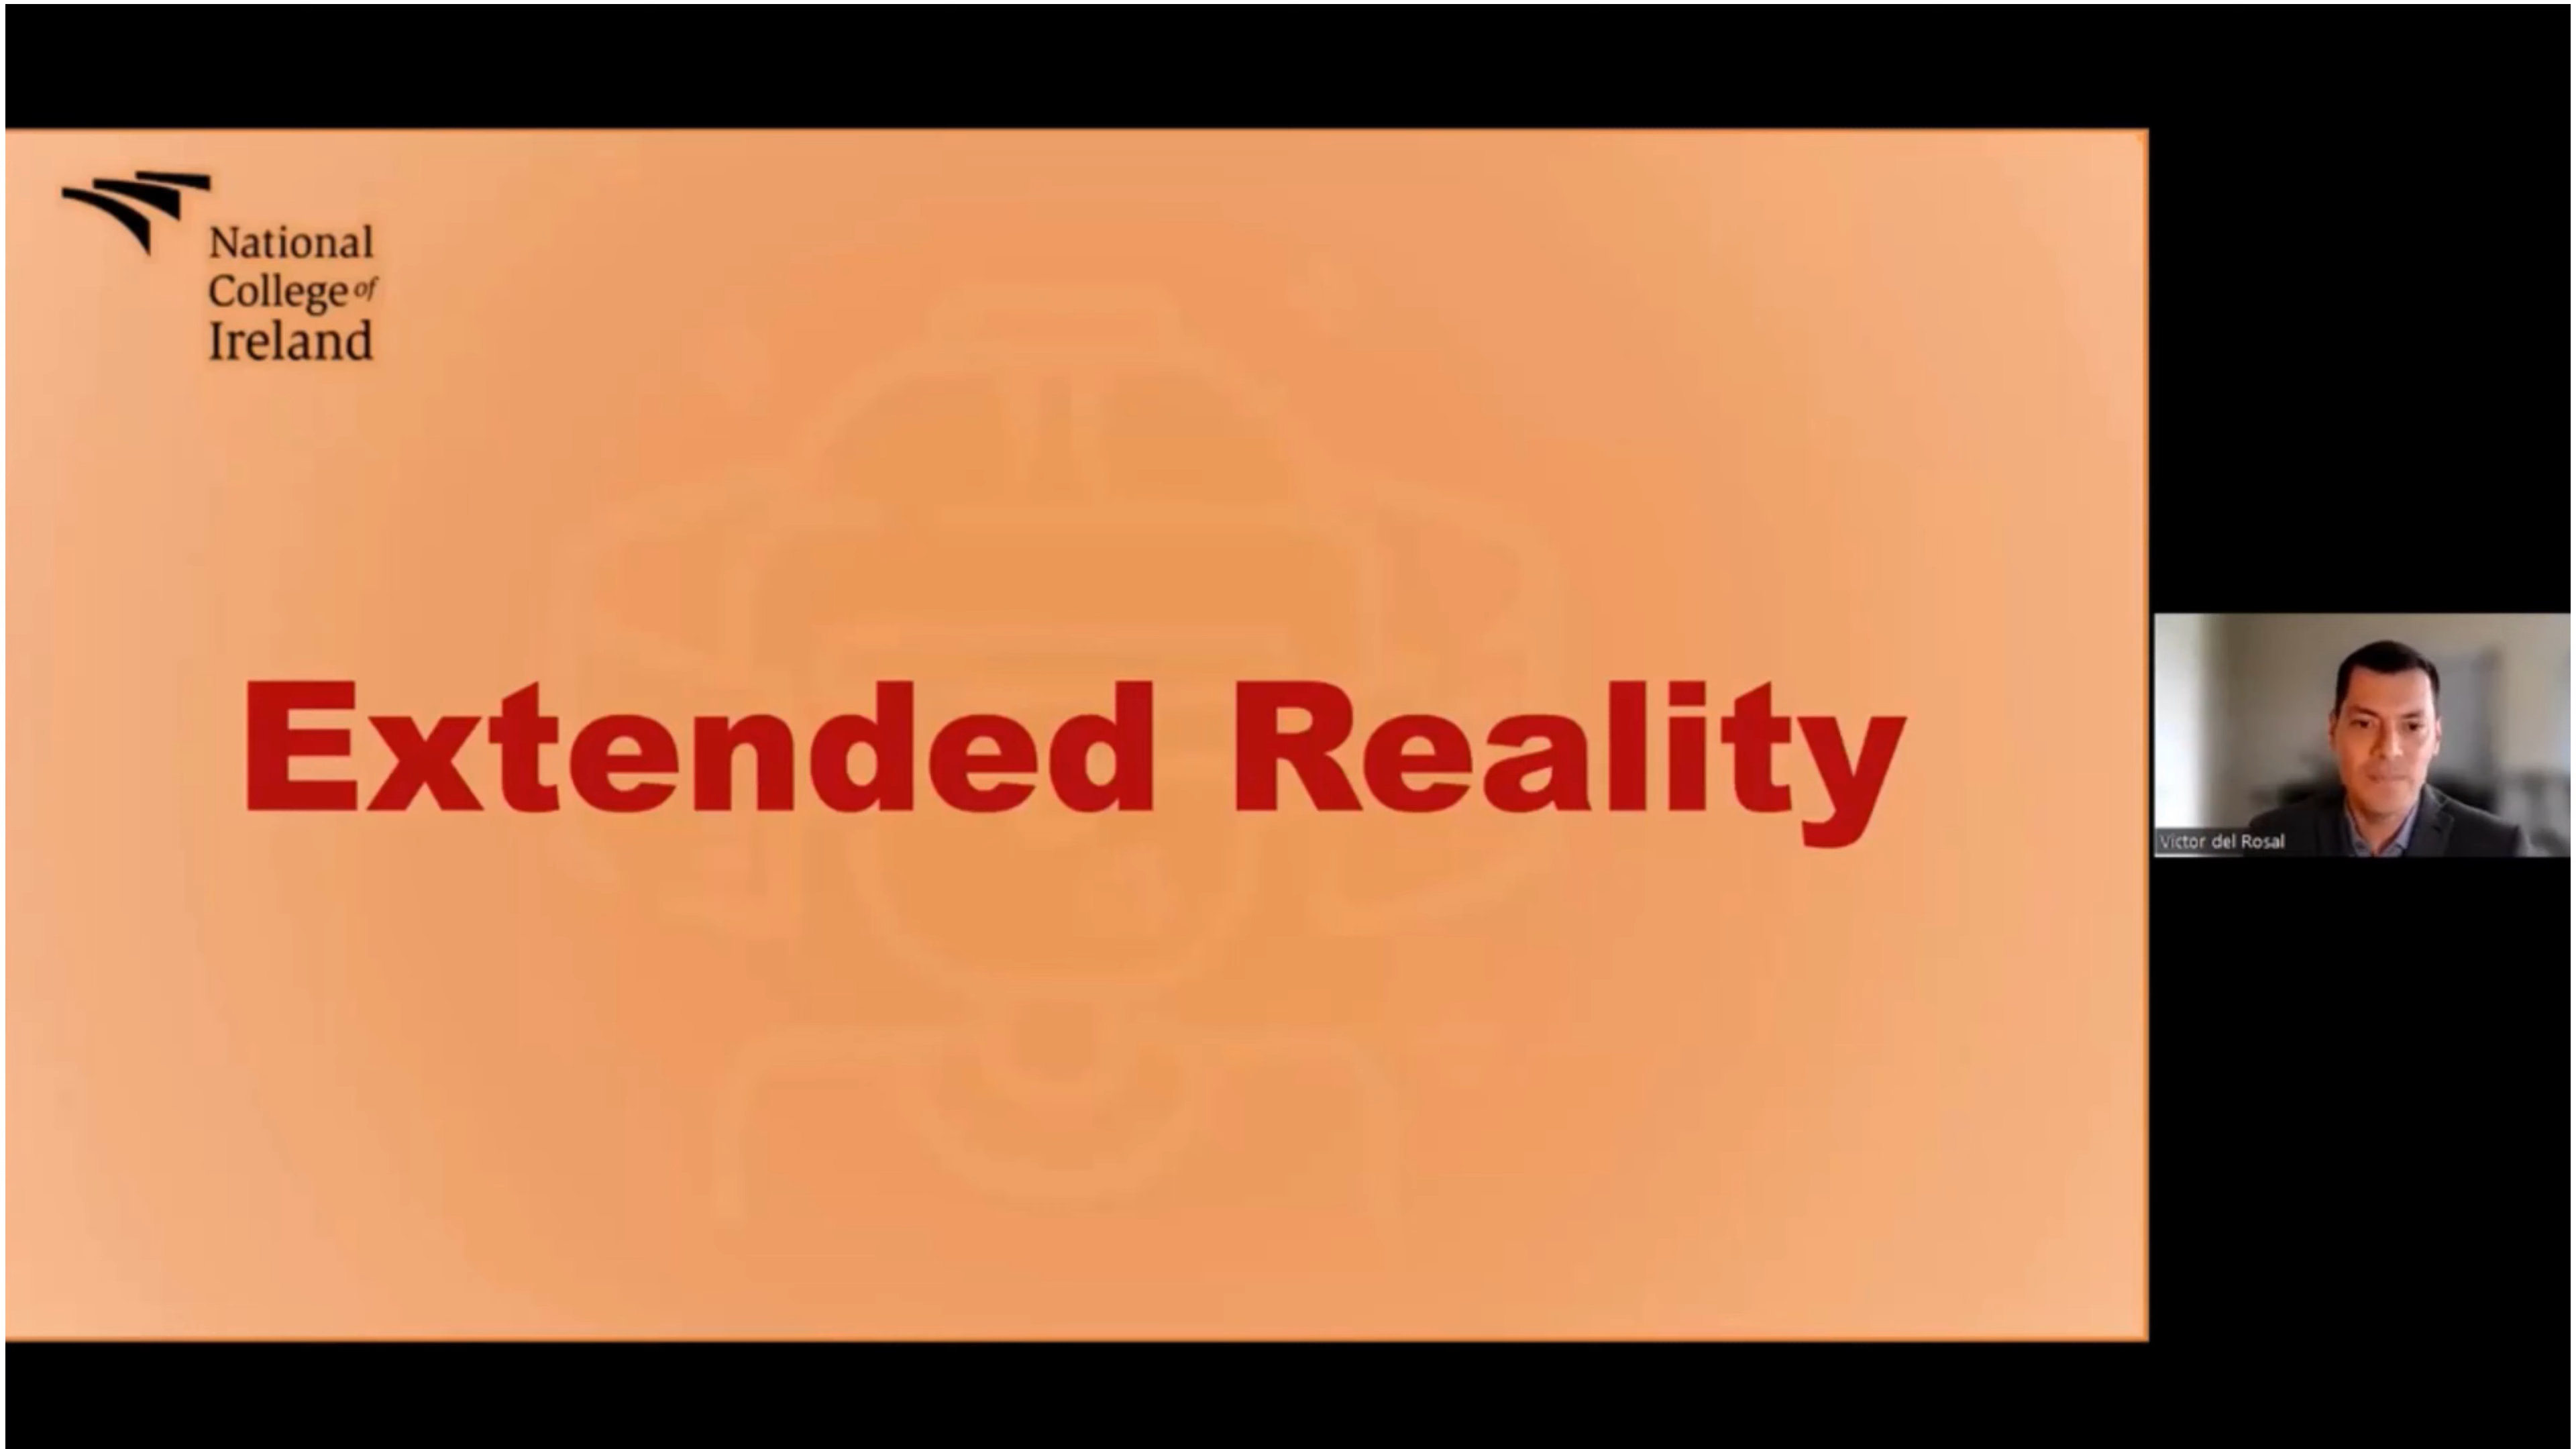 National
College of
Ireland
Extended Reality
Victor del Rosal